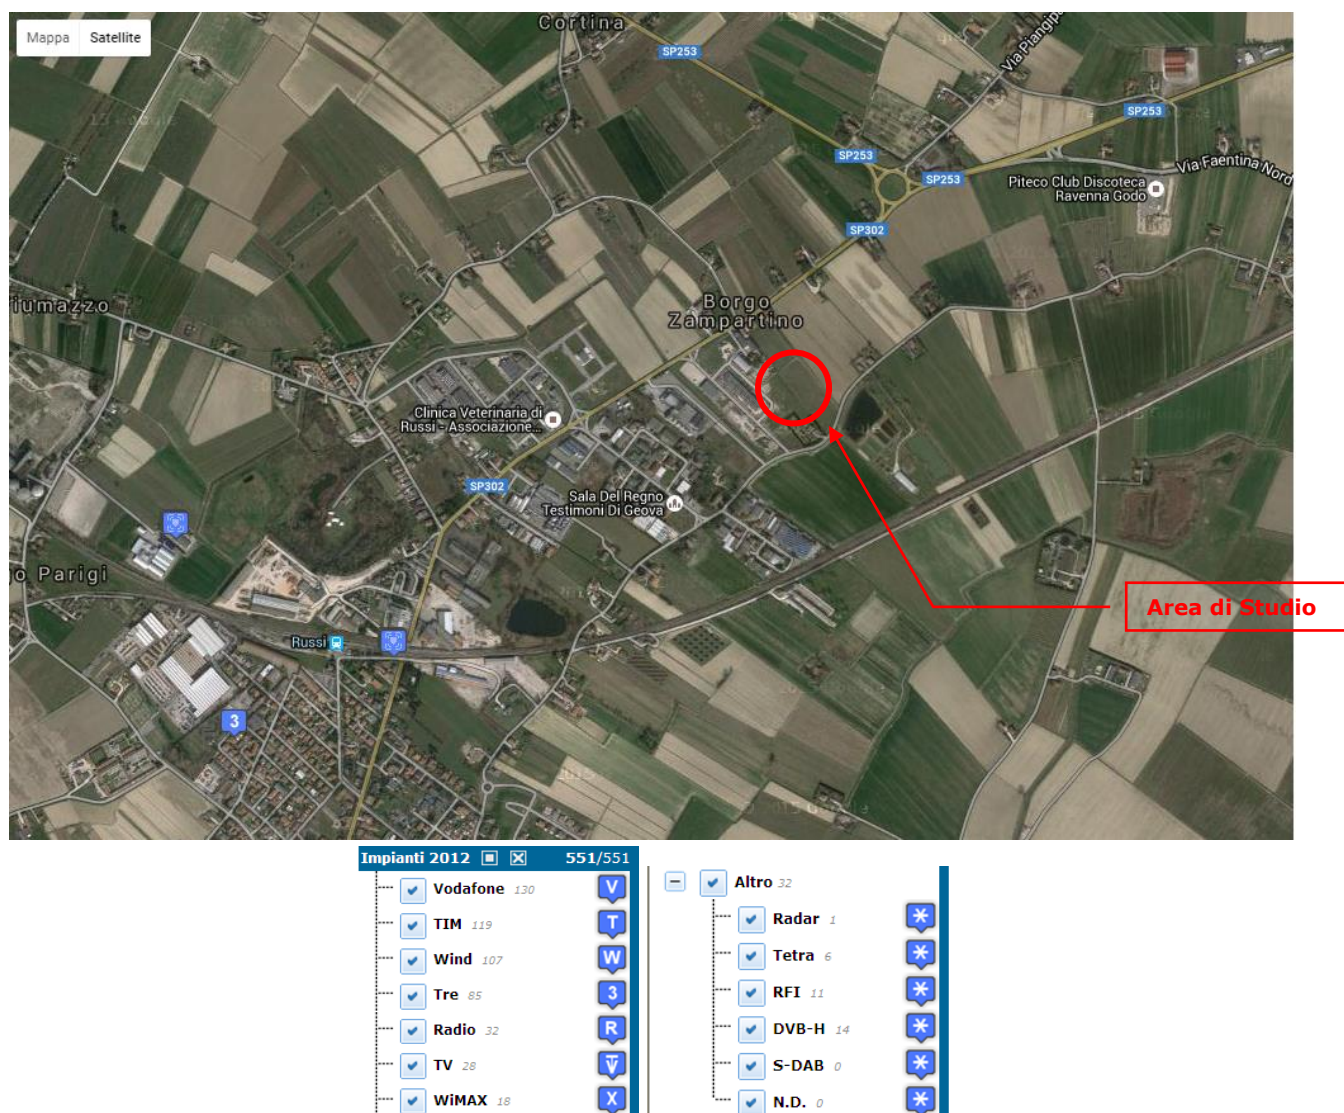 Mappa Satellite
Cortina
SP253
Via Piangipa
SP253
SP253
SP253
Via Faentina Nord
Piteco Club Discoteca
Ravenna Godo
SP302
iumazzo
Borgo
Zampartino
Clinica Veterinaria di
Russi - Associazione...
SP302
Sala Del Regno
Testimoni Di Geova
o Parigi
Area di Studio
Russi
3
Impianti 2012 551/551
Vodafone 130 V
TIM 119 T
Wind 107 W
Tre 85 3
Radio 32 R
TV 28
WiMAX 18 X
Altro 32
Radar 1
Tetra 6
RFI 11
DVB-H 14
S-DAB 0
N.D. 0